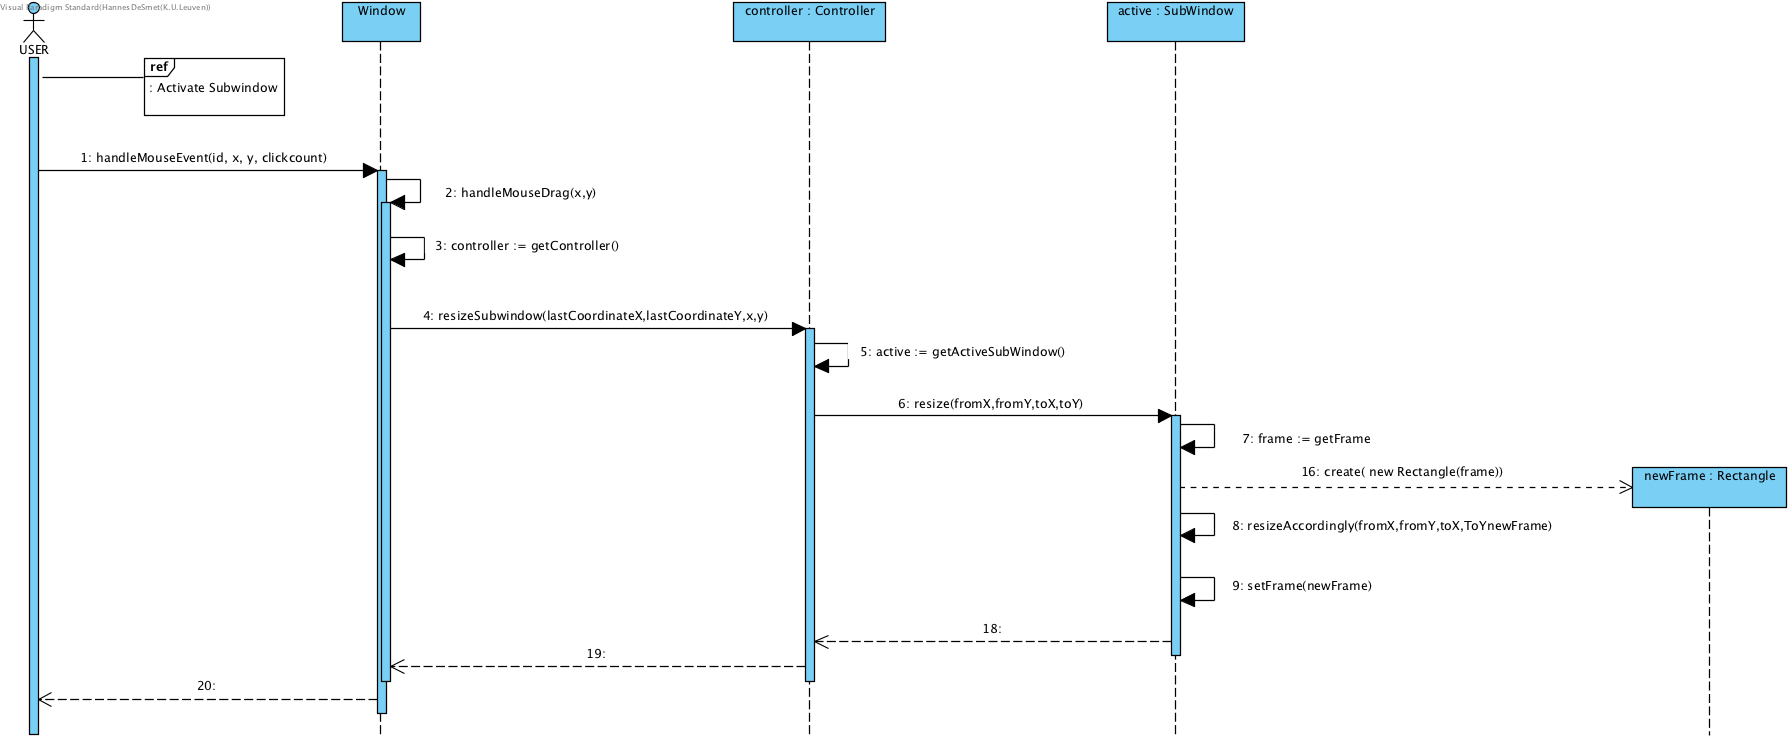 Visual Paradigm Standard(Hannes DeSmet(K.U.Leuven))
Window
controller : Controller
active : SubWindow
USER
ref
: Activate Subwindow
1: handleMouseEvent(id, x, y, clickcount)
2: handleMouseDrag(x,y)
3: controller := getController()
4: resizeSubwindow(lastCoordinateX,lastCoordinateY,x,y)
5: active := getActiveSubWindow()
6: resize(fromX,fromY,toX,toY)
7: frame := getFrame
16: create( new Rectangle(frame))
newFrame : Rectangle
8: resizeAccordingly(fromX,fromY,toX,ToYnewFrame)
9: setFrame(newFrame)
18:
19:
20: